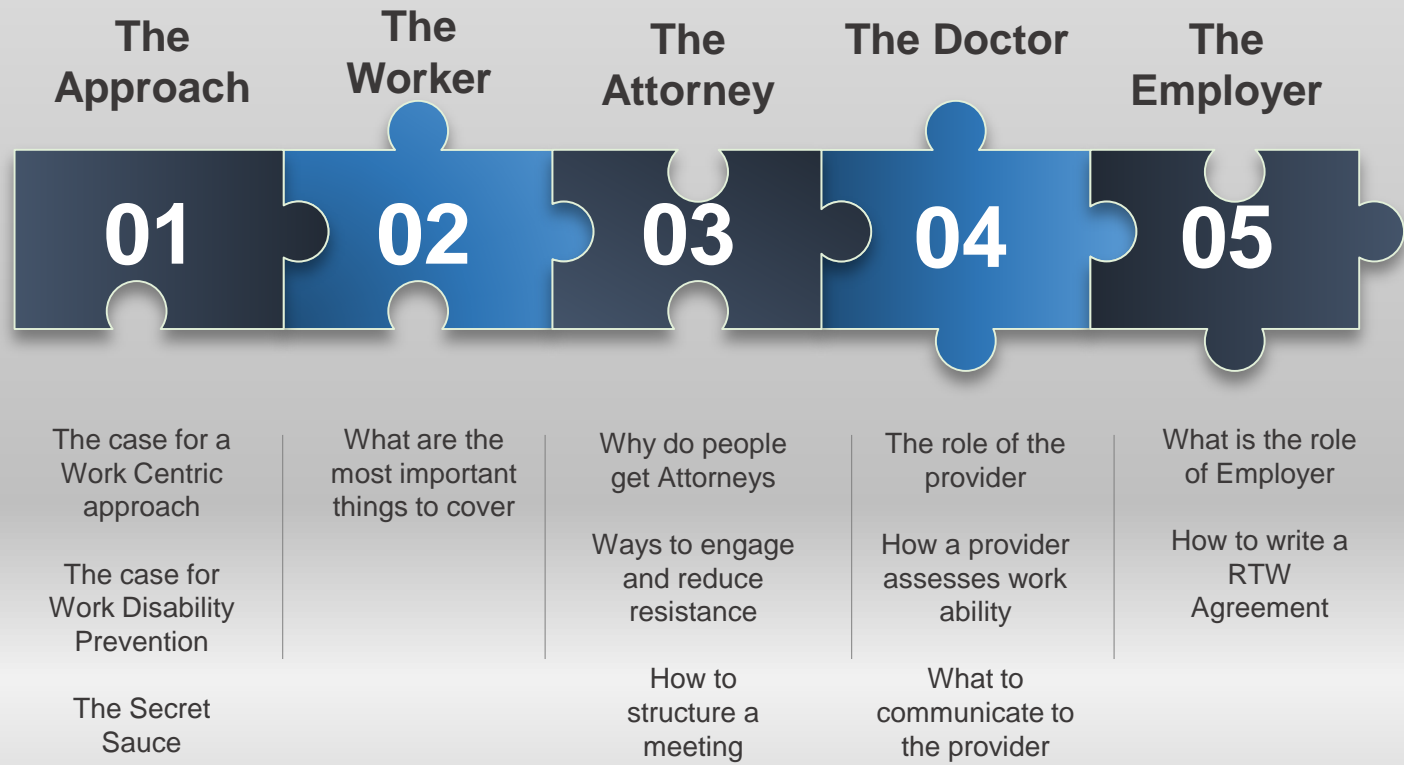 The
Approach
The
Worker
The
Attorney
The Doctor
The
Employer
01
02
03
04
05
The case for a
Work Centric
approach
The case for
Work Disability
Prevention
The Secret
Sauce
What are the
most important
things to cover
Why do people
get Attorneys
Ways to engage
and reduce
resistance
How to
structure a
meeting
The role of the
provider
How a provider
assesses work
ability
What to
communicate to
the provider
What is the role
of Employer
How to write a
RTW
Agreement